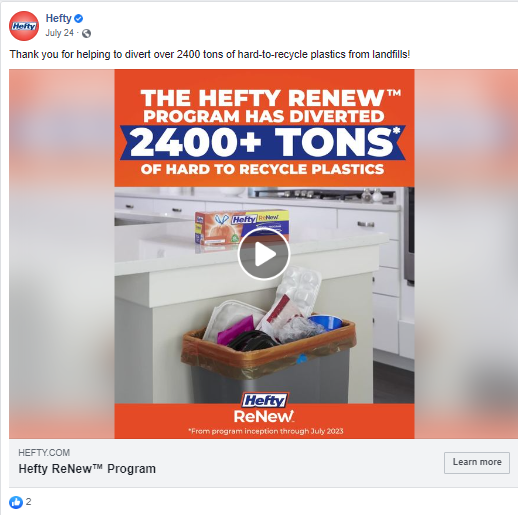 Hefty
Hefty
July 24 ·
Thank you for helping to divert over 2400 tons of hard-to-recycle plastics from landfills!
THE HEFTY RENEW™
PROGRAM HAS DIVERTED
2400+ TONS*
OF HARD TO RECYCLE PLASTICS
Hefty ReNew
Hefty
ReNew
*From program inception through July 2023
HEFTY.COM
Hefty ReNew™ Program
Learn more
2